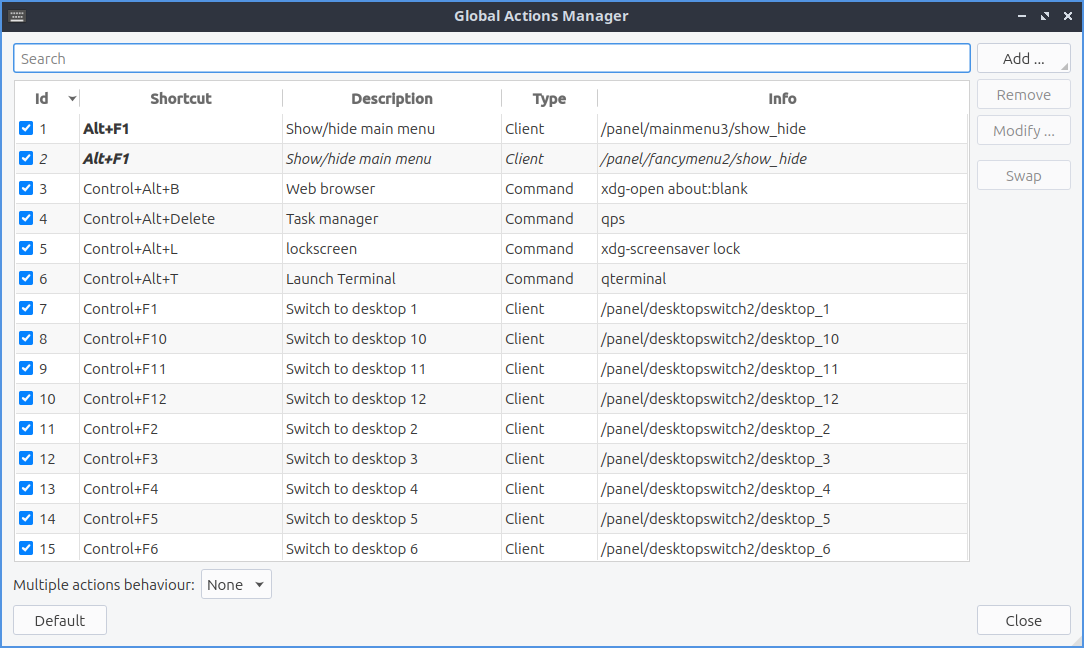 Global Actions Manager
Search
Add ...
Id Shortcut Description Type Info
Remove
1 Alt+F1 Show/hide main menu Client /panel/mainmenu3/show_hide
Modify ...
2 Alt+F1 Show/hide main menu Client /panel/fancymenu2/show_hide
3 Control+Alt+B Web browser Command xdg-open about:blank
Swap
4 Control+Alt+Delete Task manager Command qps
5 Control+Alt+L lockscreen Command xdg-screensaver lock
6 Control+Alt+T Launch Terminal Command qterminal
7 Control+F1 Switch to desktop 1 Client /panel/desktopswitch2/desktop_1
8 Control+F10 Switch to desktop 10 Client /panel/desktopswitch2/desktop_10
9 Control+F11 Switch to desktop 11 Client /panel/desktopswitch2/desktop_11
10 Control+F12 Switch to desktop 12 Client /panel/desktopswitch2/desktop_12
11 Control+F2 Switch to desktop 2 Client /panel/desktopswitch2/desktop_2
12 Control+F3 Switch to desktop 3 Client /panel/desktopswitch2/desktop_3
13 Control+F4 Switch to desktop 4 Client /panel/desktopswitch2/desktop_4
14 Control+F5 Switch to desktop 5 Client /panel/desktopswitch2/desktop_5
15 Control+F6 Switch to desktop 6 Client /panel/desktopswitch2/desktop_6
Multiple actions behaviour: None
Default
Close